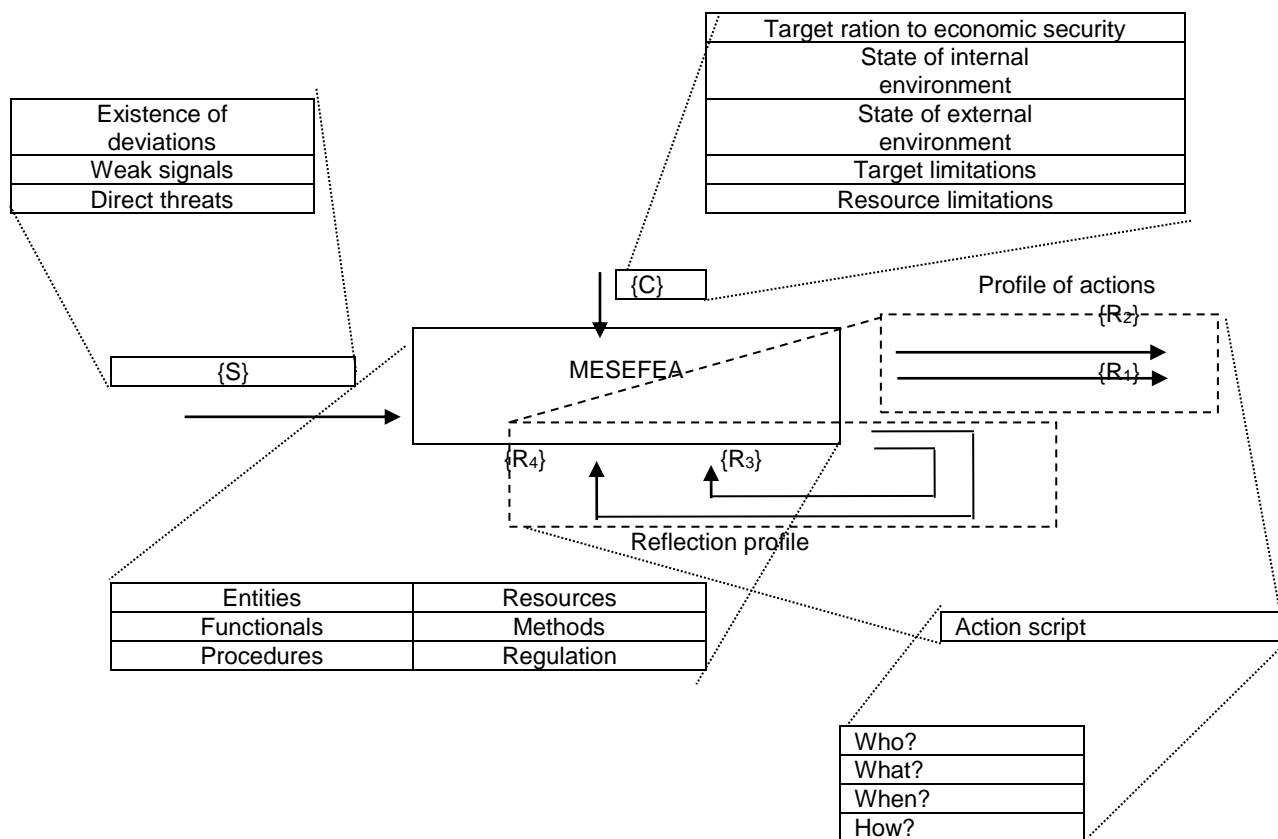 Target ration to economic security
State of internal
environment
State of external
environment
Target limitations
Resource limitations
Existence of
deviations
Weak signals
Direct threats
{C}
Profile of actions
{R2}
{R1}
{S}
MESEFEA
{R4}
{R3}
Reflection profile
Entities
Resources
Functionals
Methods
Procedures
Regulation
Action script
Who?
What?
When?
How?